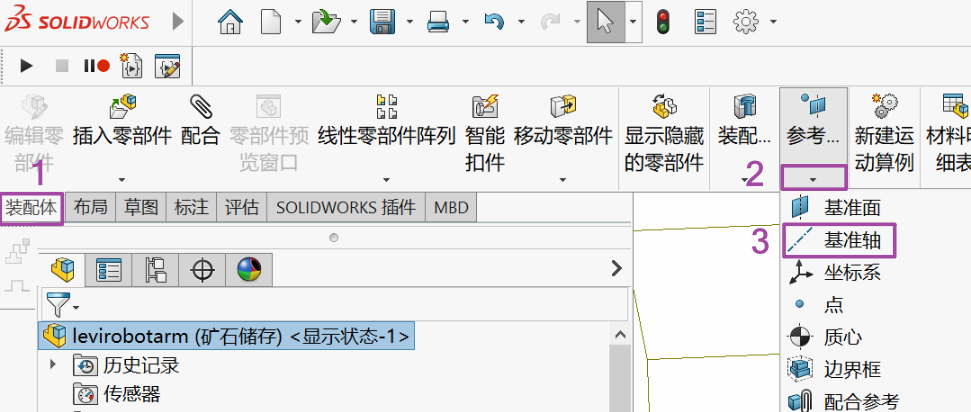 SOLIDWORKS
编辑零部件
插入零部件
配合
零部件预览窗口
线性零部件阵列
智能扣件
移动零部件
显示隐藏的零部件
装配...
参考...
新建运动算例
材料明细表
1
2
装配体
布局
草图
标注
评估
SOLIDWORKS 插件
MBD
基准面
3
基准轴
坐标系
点
质心
边界框
配合参考
levirobotarm (矿石储存) <显示状态-1>
历史记录
传感器